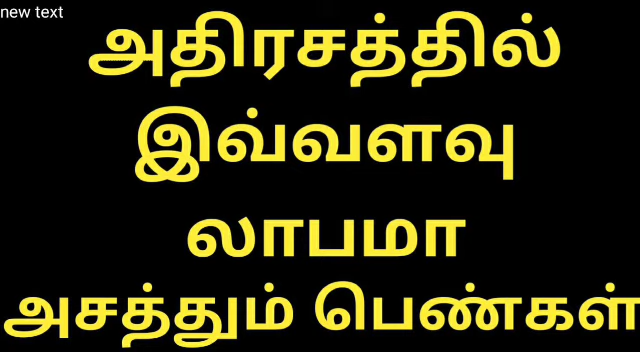 new text
அதிரசத்தில்
இவ்வளவு
லாபமா
அசத்தும் பெண்கள்